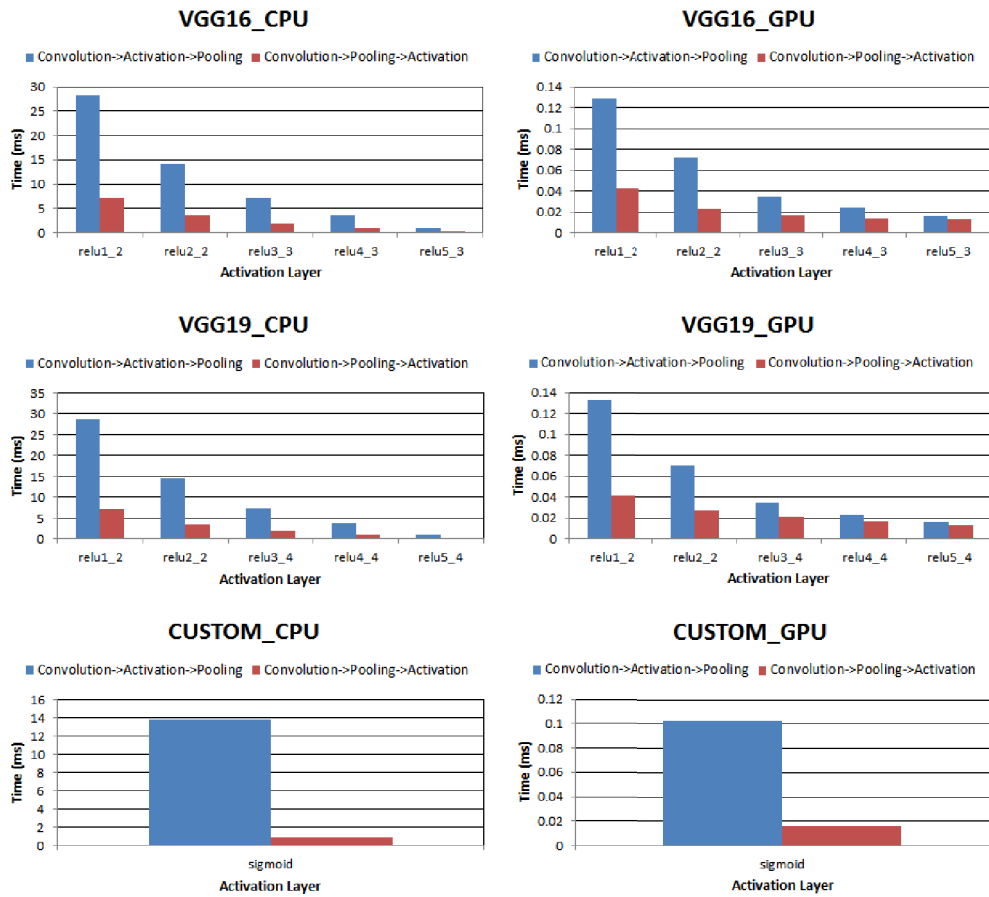 VGG16_CPU
Convolution->Activation->Pooling Convolution->Pooling->Activation
30
25
20
15
10
5
0
Time (ms)
relu1_2 relu2_2 relu3_3 relu4_3 relu5_3
Activation Layer
VGG16_GPU
Convolution->Activation->Pooling Convolution->Pooling->Activation
0.14
0.12
0.1
0.08
0.06
0.04
0.02
0
Time (ms)
relu1_2 relu2_2 relu3_3 relu4_3 relu5_3
Activation Layer
VGG19_CPU
Convolution->Activation->Pooling Convolution->Pooling->Activation
35
30
25
20
15
10
5
0
Time (ms)
relu1_2 relu2_2 relu3_4 relu4_4 relu5_4
Activation Layer
VGG19_GPU
Convolution->Activation->Pooling Convolution->Pooling->Activation
0.14
0.12
0.1
0.08
0.06
0.04
0.02
0
Time (ms)
relu1_2 relu2_2 relu3_4 relu4_4 relu5_4
Activation Layer
CUSTOM_CPU
Convolution->Activation->Pooling Convolution->Pooling->Activation
16
14
12
10
8
6
4
2
0
Time (ms)
sigmoid
Activation Layer
CUSTOM_GPU
Convolution->Activation->Pooling Convolution->Pooling->Activation
0.12
0.1
0.08
0.06
0.04
0.02
0
Time (ms)
sigmoid
Activation Layer